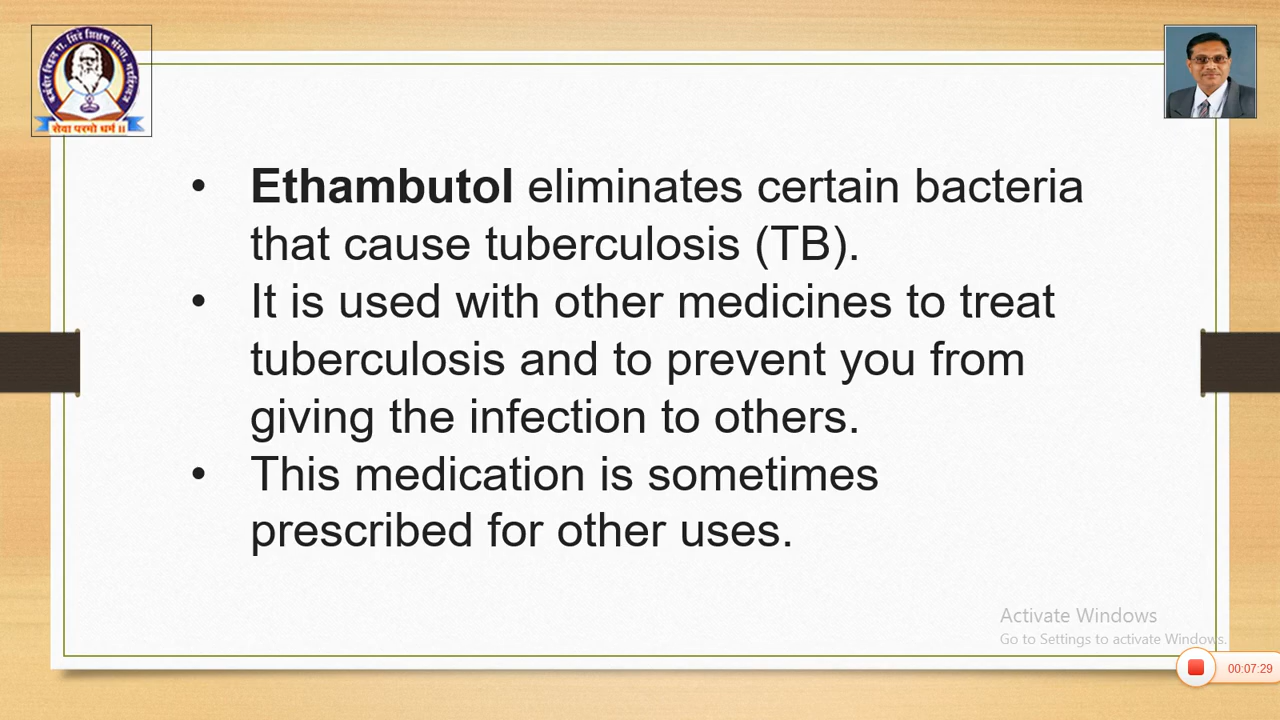 • Ethambutol eliminates certain bacteria
that cause tuberculosis (TB).
• It is used with other medicines to treat
tuberculosis and to prevent you from
giving the infection to others.
• This medication is sometimes
prescribed for other uses.
सेवा परमो धर्मः ॥
Activate Windows
Go to Settings to activate Windows.
00:07:29